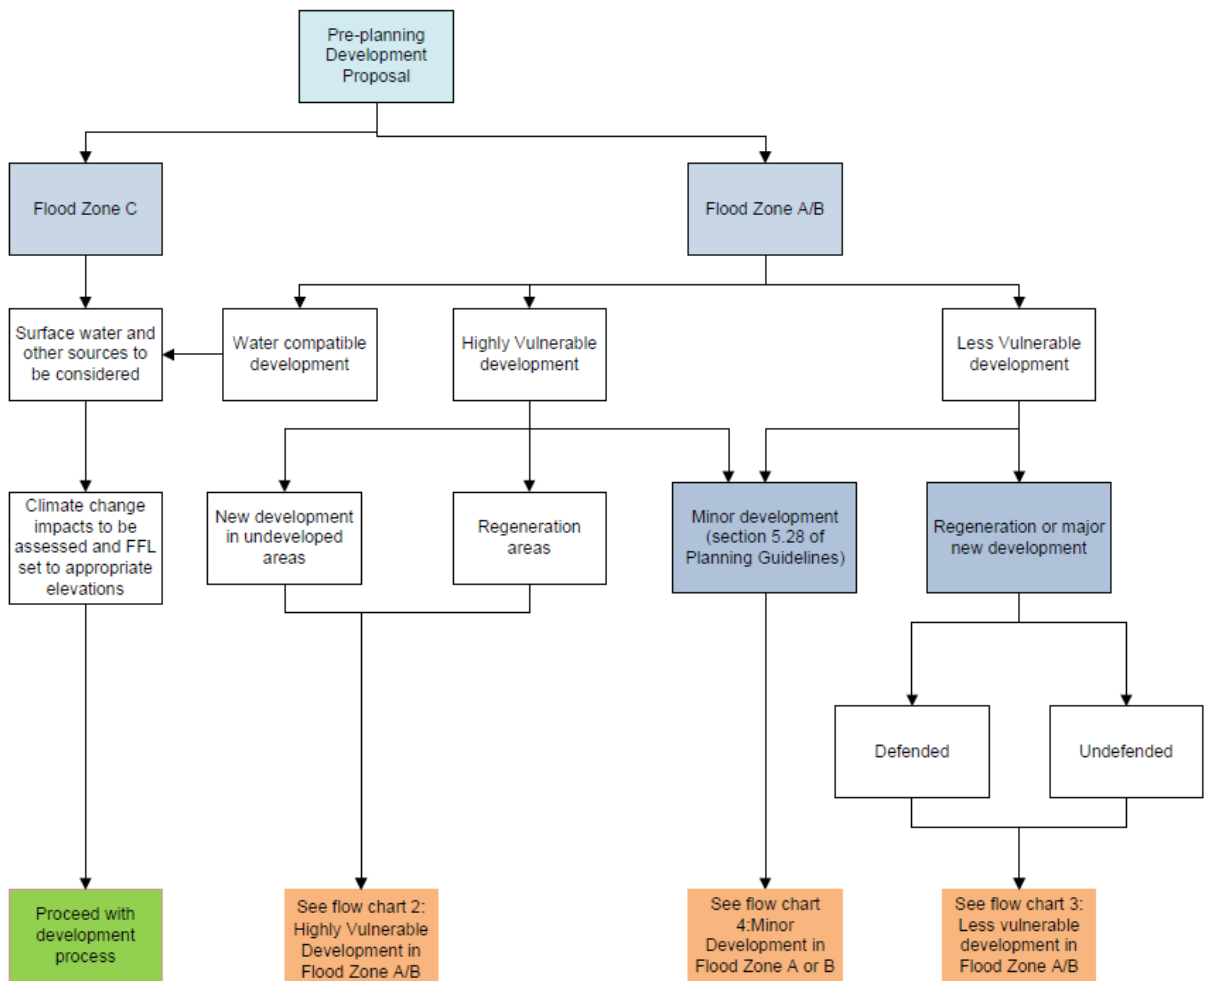 Pre-planning
Development
Proposal
Flood Zone C
Flood Zone A/B
Surface water and
other sources to
be considered
Water compatible
development
Highly Vulnerable
development
Less Vulnerable
development
Climate change
impacts to be
assessed and FFL
set to appropriate
elevations
New development
in undeveloped
areas
Regeneration
areas
Minor development
(section 5.28 of
Planning Guidelines)
Regeneration or major
new development
Defended
Undefended
Proceed with
development
process
See flow chart 2:
Highly Vulnerable
Development in
Flood Zone A/B
See flow chart
4:Minor
Development in
Flood Zone A or B
See flow chart 3:
Less vulnerable
development in
Flood Zone A/B